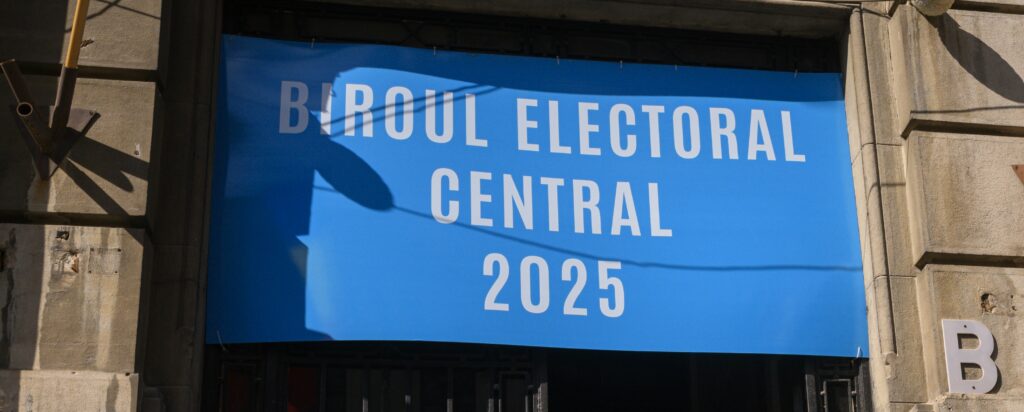 BIROUL ELECTORAL
CENTRAL
2025
B